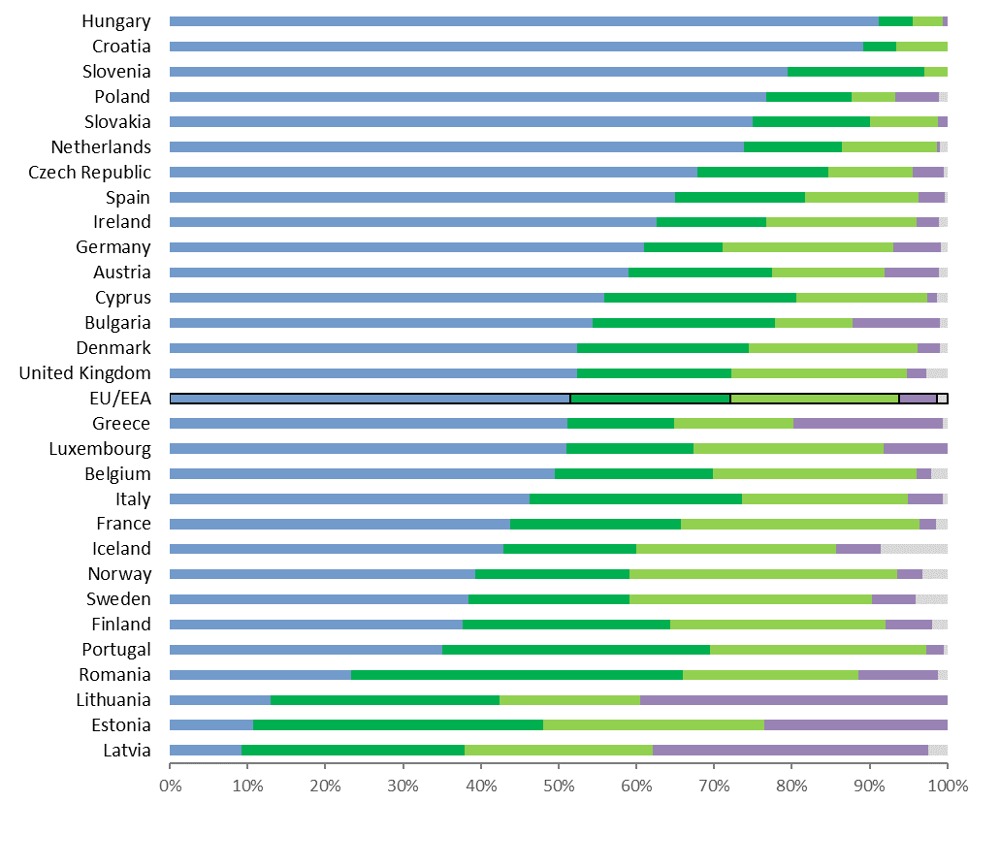 Hungary
Croatia
Slovenia
Poland
Slovakia
Netherlands
Czech Republic
Spain
Ireland
Germany
Austria
Cyprus
Bulgaria
Denmark
United Kingdom
EU/EEA
Greece
Luxembourg
Belgium
Italy
France
Iceland
Norway
Sweden
Finland
Portugal
Romania
Lithuania
Estonia
Latvia
0% 10% 20% 30% 40% 50% 60% 70% 80% 90% 100%